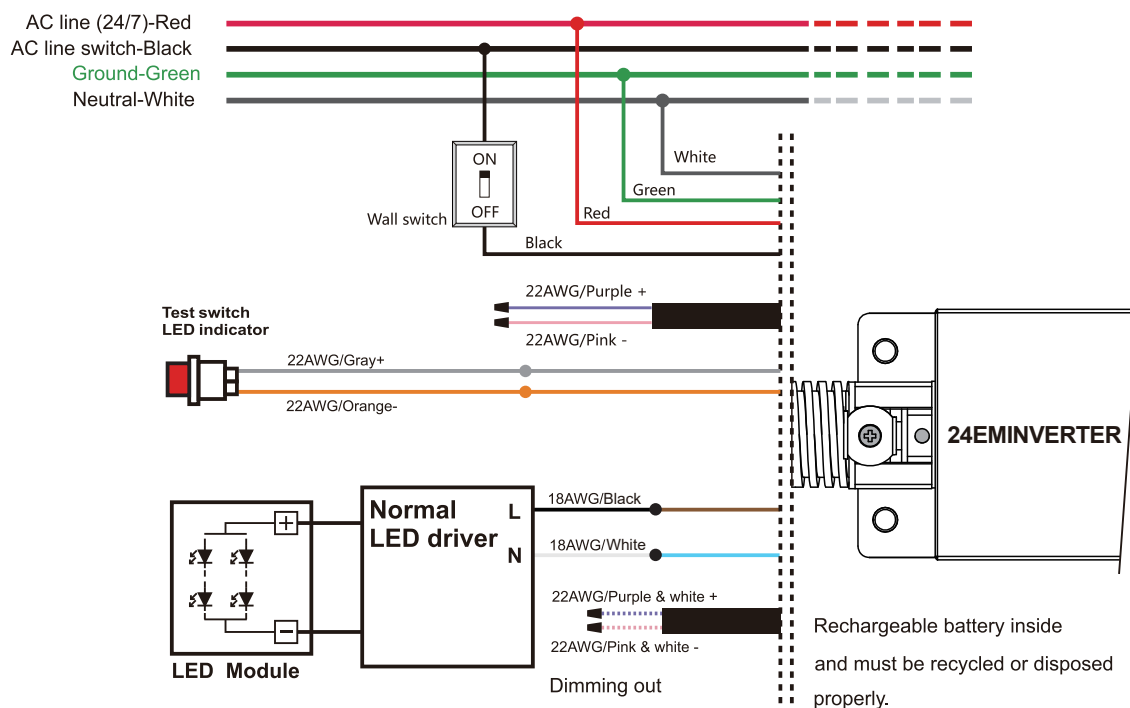 AC line (24/7)-Red
AC line switch-Black
Ground-Green
Neutral-White
ON
OFF
Wall switch
White
Green
Red
Black
22AWG/Purple +
22AWG/Pink -
Test switch
LED indicator
22AWG/Gray+
22AWG/Orange-
24EMINVERTER
Normal
LED driver
L
N
18AWG/Black
18AWG/White
+
−
LED Module
22AWG/Purple & white +
22AWG/Pink & white -
Dimming out
Rechargeable battery inside
and must be recycled or disposed
properly.